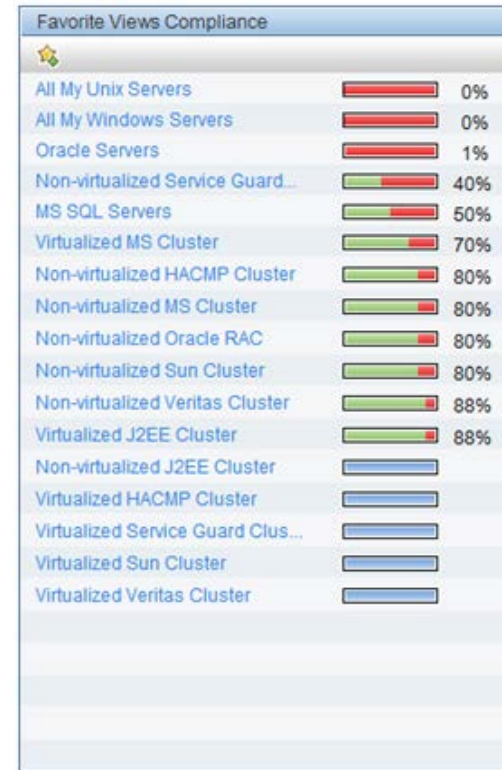 Favorite Views Compliance
All My Unix Servers 0%
All My Windows Servers 0%
Oracle Servers 1%
Non-virtualized Service Guard... 40%
MS SQL Servers 50%
Virtualized MS Cluster 70%
Non-virtualized HACMP Cluster 80%
Non-virtualized MS Cluster 80%
Non-virtualized Oracle RAC 80%
Non-virtualized Sun Cluster 80%
Non-virtualized Veritas Cluster 88%
Virtualized J2EE Cluster 88%
Non-virtualized J2EE Cluster
Virtualized HACMP Cluster
Virtualized Service Guard Clus...
Virtualized Sun Cluster
Virtualized Veritas Cluster